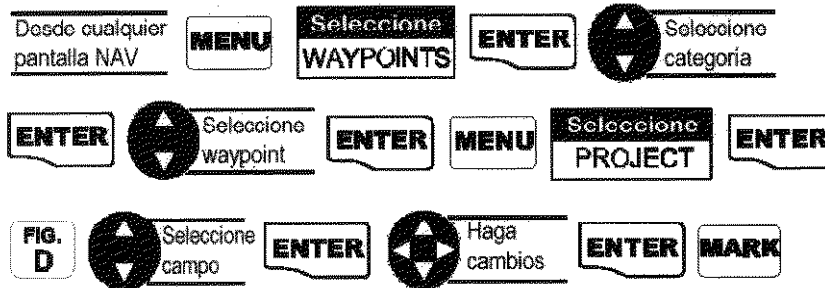 Desde cualquier
pantalla NAV
MENU
Seleccione
WAYPOINTS
ENTER
Seleccione
categoría
ENTER
Seleccione
waypoint
ENTER
MENU
Seleccione
PROJECT
ENTER
FIG.
D
Seleccione
campo
ENTER
Haga
cambios
ENTER
MARK